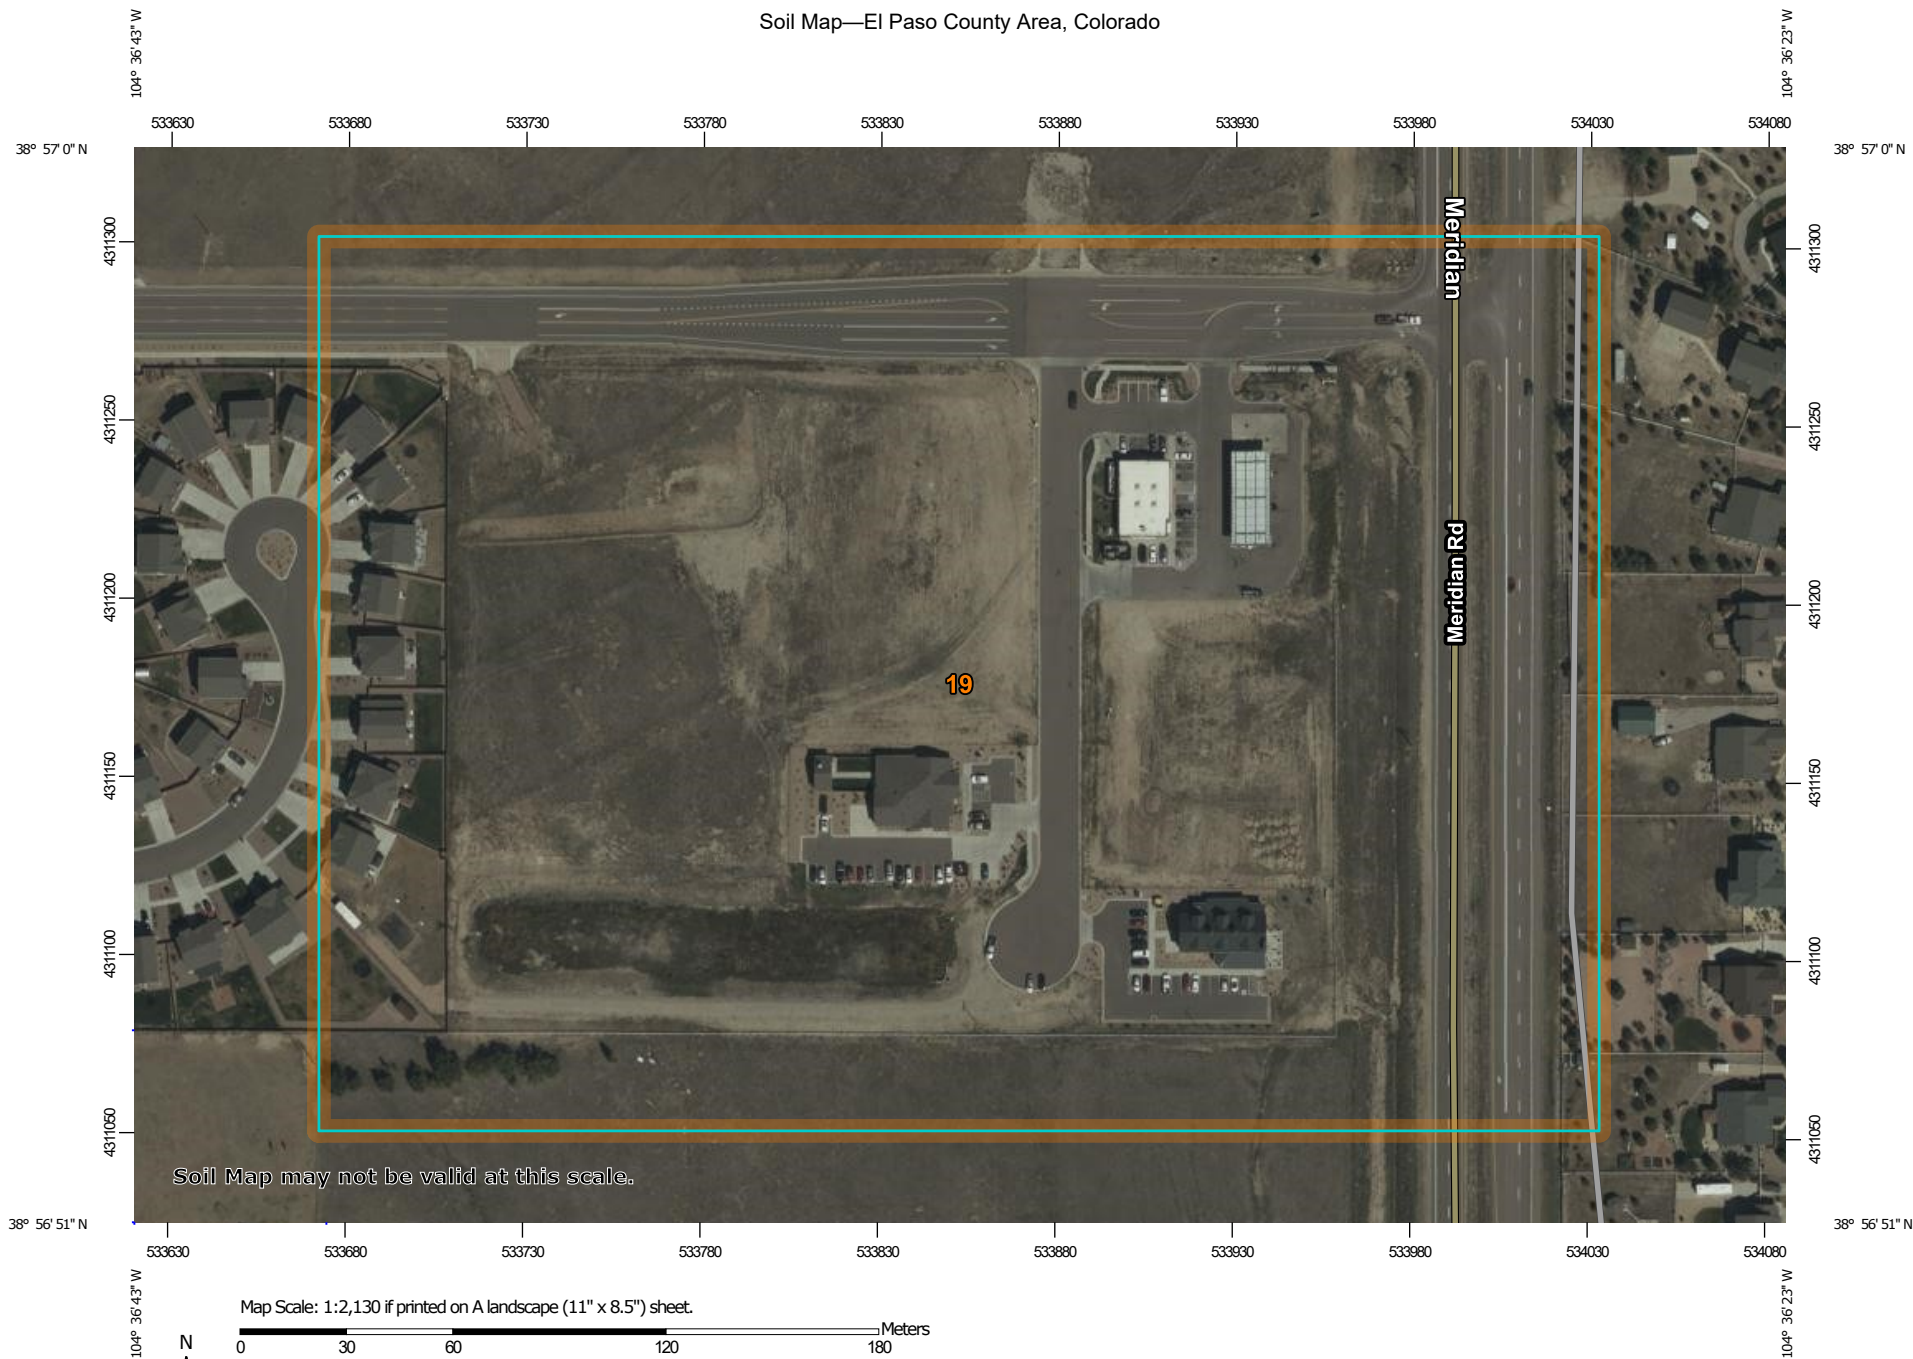 Soil Map—El Paso County Area, Colorado
104° 36' 43" W
104° 36' 23" W
533630 533680 533730 533780 533830 533880 533930 533980 534030 534080
38° 57' 0" N
38° 57' 0" N
4311300
4311300
Meridian
4311250
4311250
4311200
4311200
Meridian Rd
19
4311150
4311150
4311100
4311100
4311050
4311050
Soil Map may not be valid at this scale.
38° 56' 51" N
38° 56' 51" N
533630 533680 533730 533780 533830 533880 533930 533980 534030 534080
104° 36' 43" W
104° 36' 23" W
Map Scale: 1:2,130 if printed on A landscape (11" x 8.5") sheet.
Meters
N
0 30 60 120 180